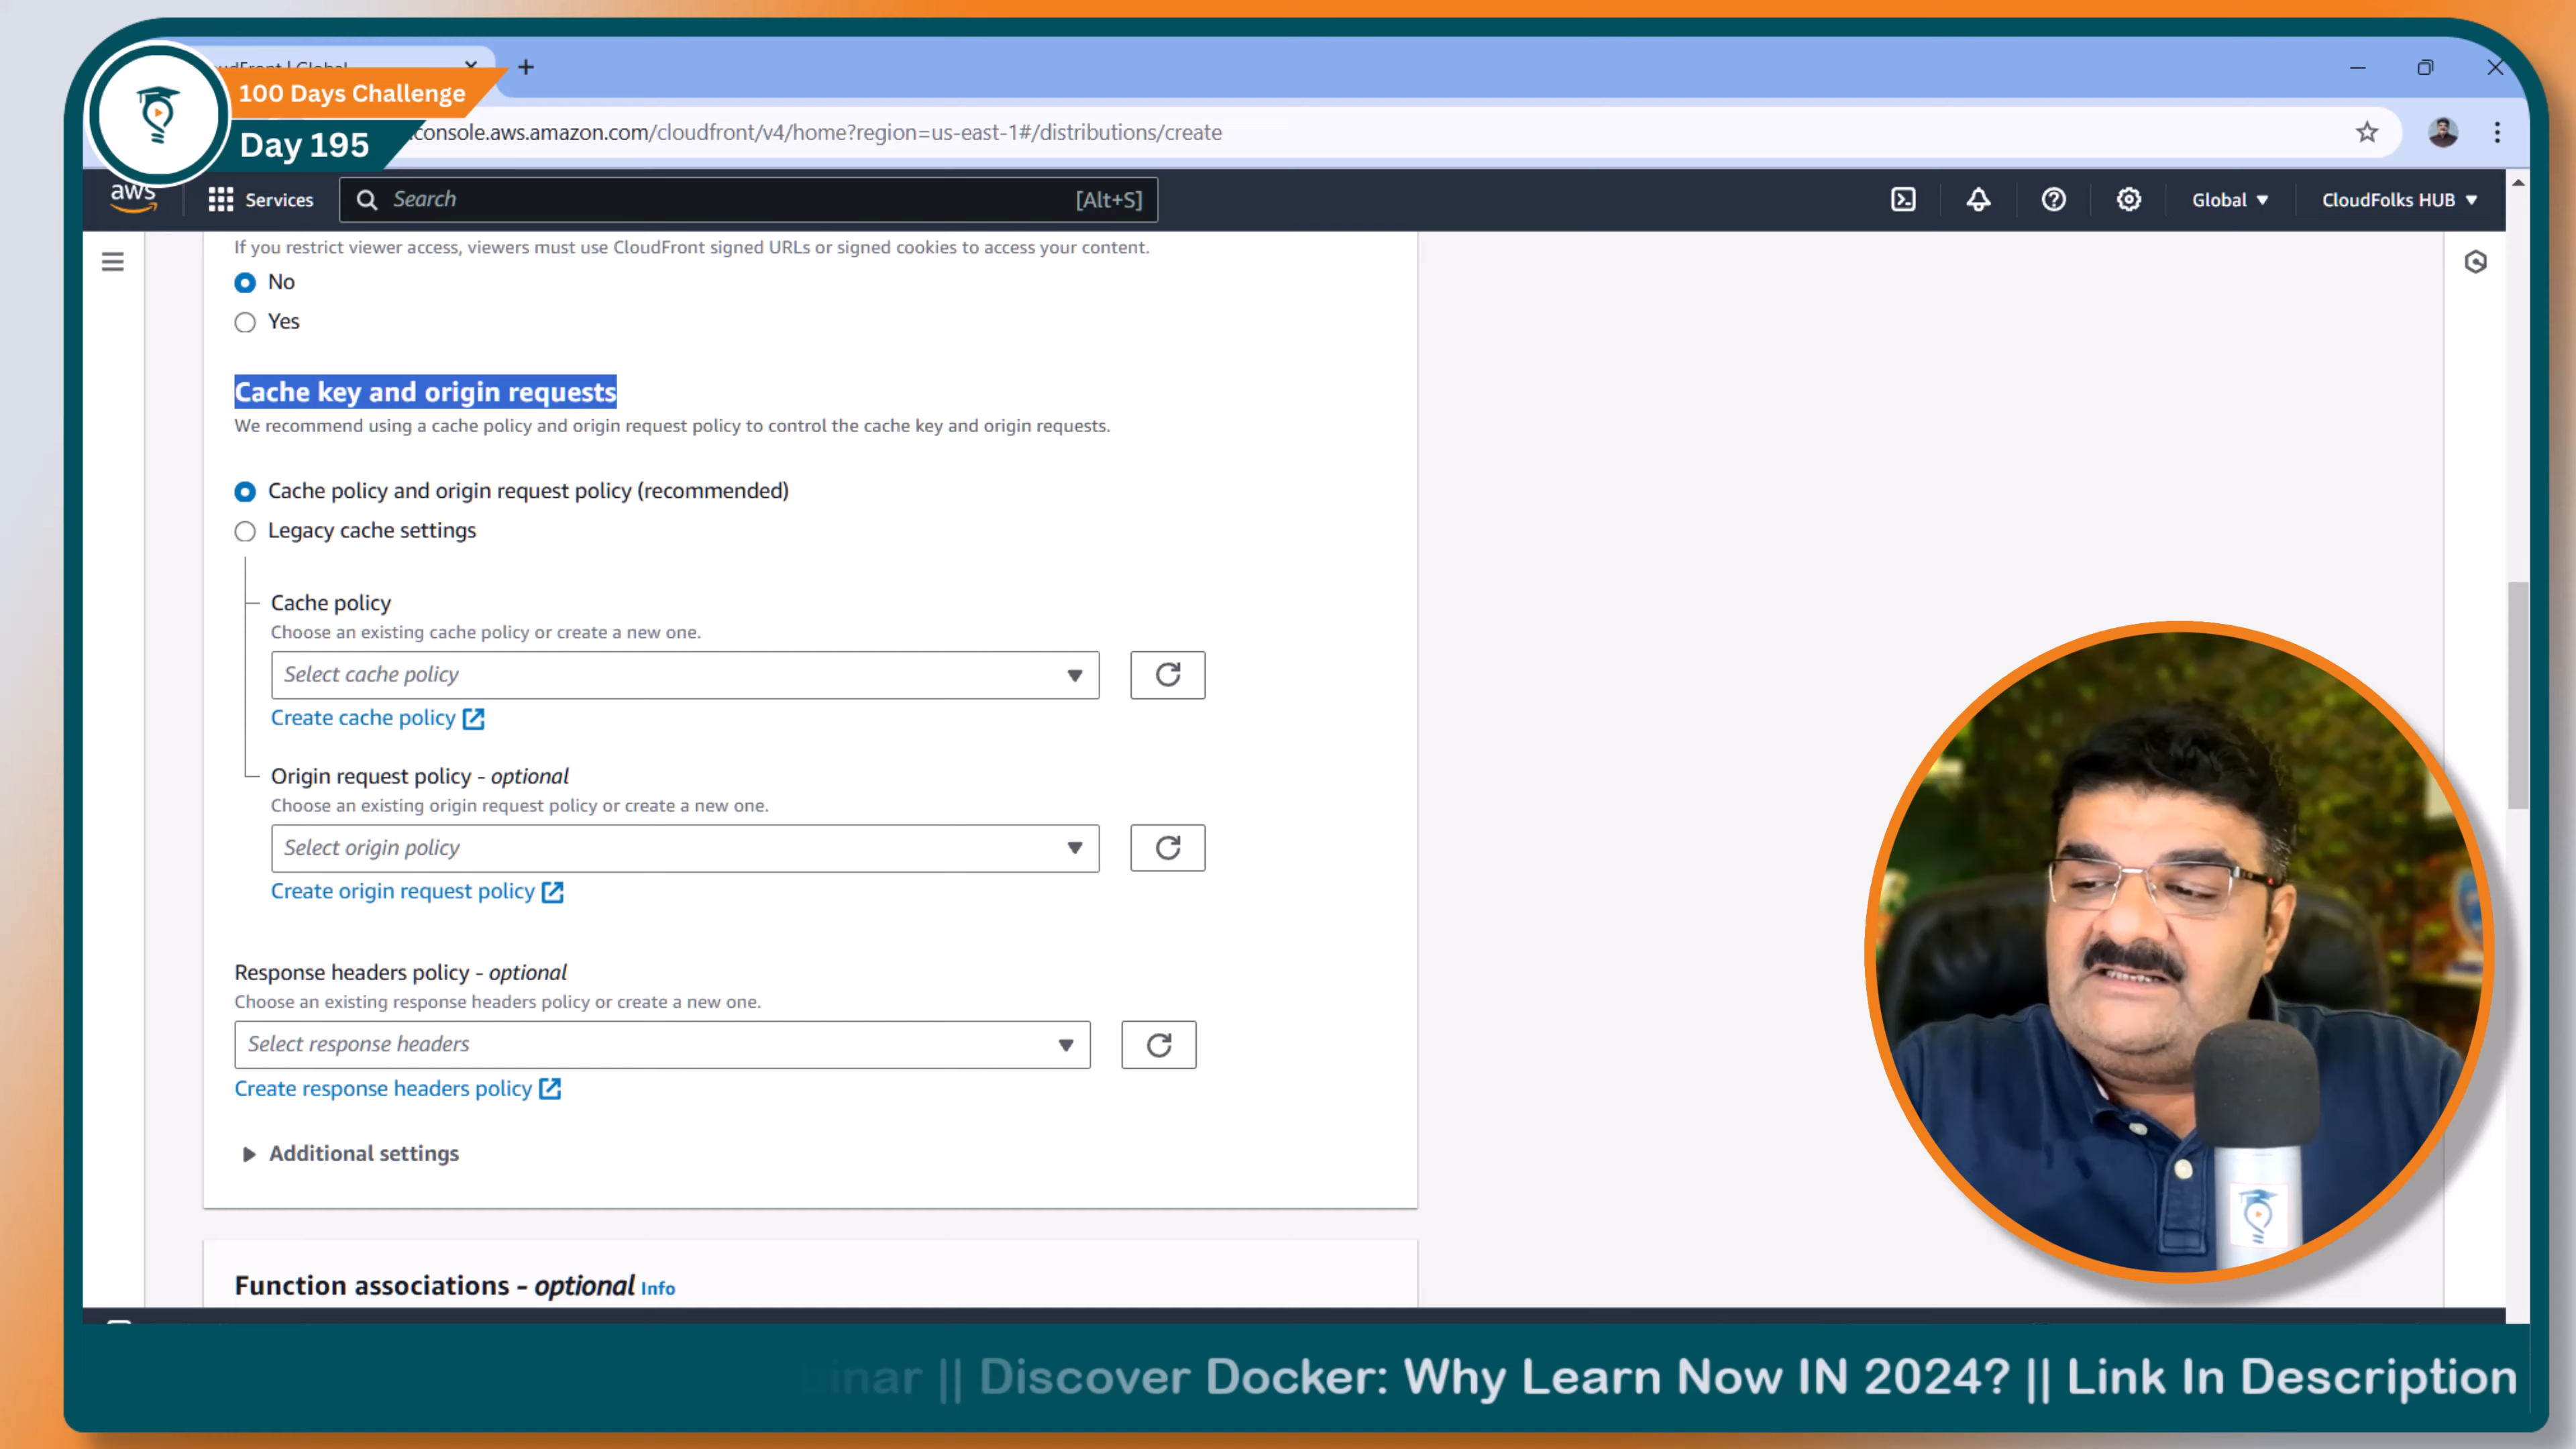 100 Days Challenge
Day 195
console.aws.amazon.com/cloudfront/v4/home?region=us-east-1#/distributions/create
aws
Services
Search
[Alt+S]
Global
CloudFolks HUB
If you restrict viewer access, viewers must use CloudFront signed URLs or signed cookies to access your content.
No
Yes
Cache key and origin requests
We recommend using a cache policy and origin request policy to control the cache key and origin requests.
Cache policy and origin request policy (recommended)
Legacy cache settings
Cache policy
Choose an existing cache policy or create a new one.
Select cache policy
Create cache policy
Origin request policy - optional
Choose an existing origin request policy or create a new one.
Select origin policy
Create origin request policy
Response headers policy - optional
Choose an existing response headers policy or create a new one.
Select response headers
Create response headers policy
Additional settings
Function associations - optional Info
inar || Discover Docker: Why Learn Now IN 2024? || Link In Description